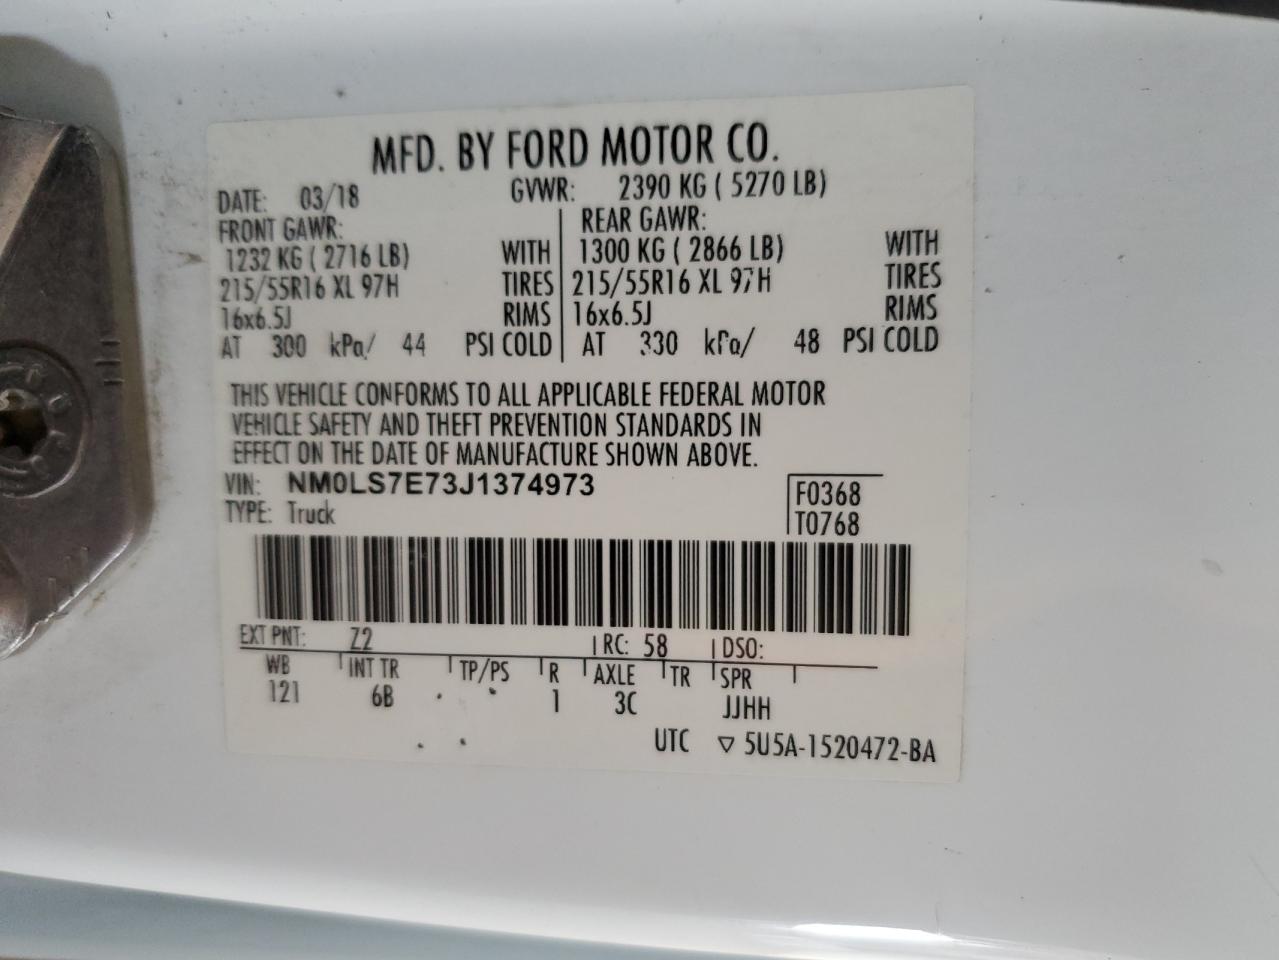 MFD. BY FORD MOTOR CO.
DATE: 03/18 GVWR: 2390 KG ( 5270 LB)
FRONT GAWR: REAR GAWR:
1232 KG ( 2716 LB) WITH 1300 KG ( 2866 LB) WITH
215/55R16 XL 97H TIRES 215/55R16 XL 97H TIRES
16x6.5J RIMS 16x6.5J RIMS
AT 300 kPa/ 44 PSI COLD AT 330 kPa/ 48 PSI COLD
THIS VEHICLE CONFORMS TO ALL APPLICABLE FEDERAL MOTOR
VEHICLE SAFETY AND THEFT PREVENTION STANDARDS IN
EFFECT ON THE DATE OF MANUFACTURE SHOWN ABOVE.
VIN: NM0LS7E73J1374973 F0368
TYPE: Truck T0768
EXT PNT: Z2 RC: 58 DSO:
WB INT TR TP/PS R AXLE TR SPR
121 6B 1 3C JJHH
UTC ▽ 5U5A-1520472-BA